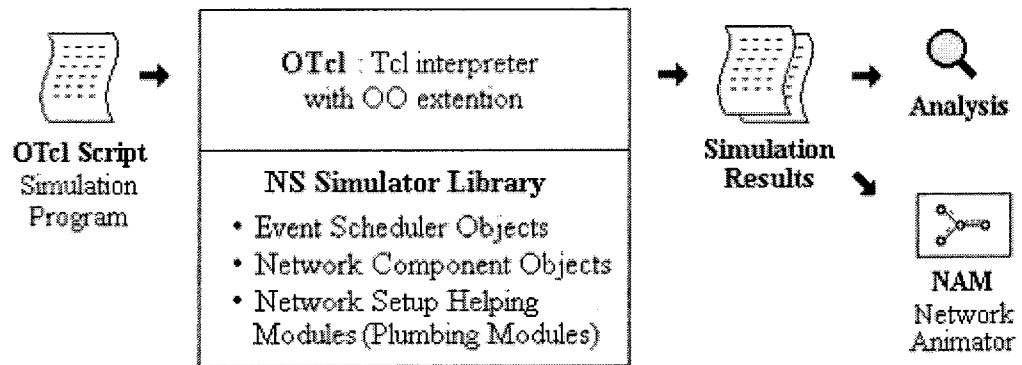 OTcl Script
Simulation
Program
OTcl : Tcl interpreter
with OO extention
NS Simulator Library
• Event Scheduler Objects
• Network Component Objects
• Network Setup Helping
Modules (Plumbing Modules)
Simulation
Results
Analysis
NAM
Network
Animator